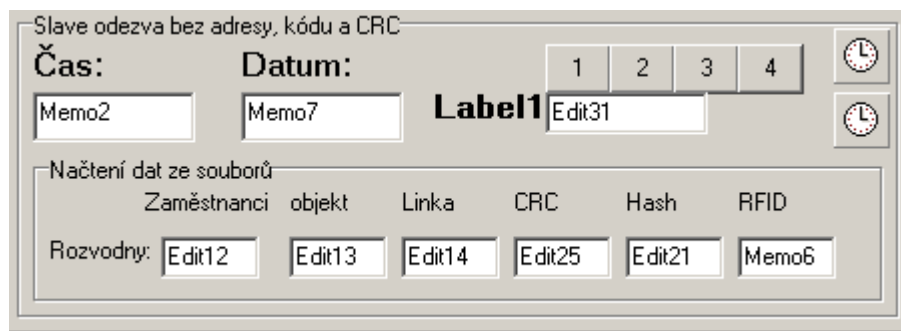 Slave odezva bez adresy, kódu a CRC
Čas: Datum: 1 2 3 4
Memo2 Memo7 Label1 Edit31
Načtení dat ze souborů
Zaměstnanci objekt Linka CRC Hash RFID
Rozvodny: Edit12 Edit13 Edit14 Edit25 Edit21 Memo6